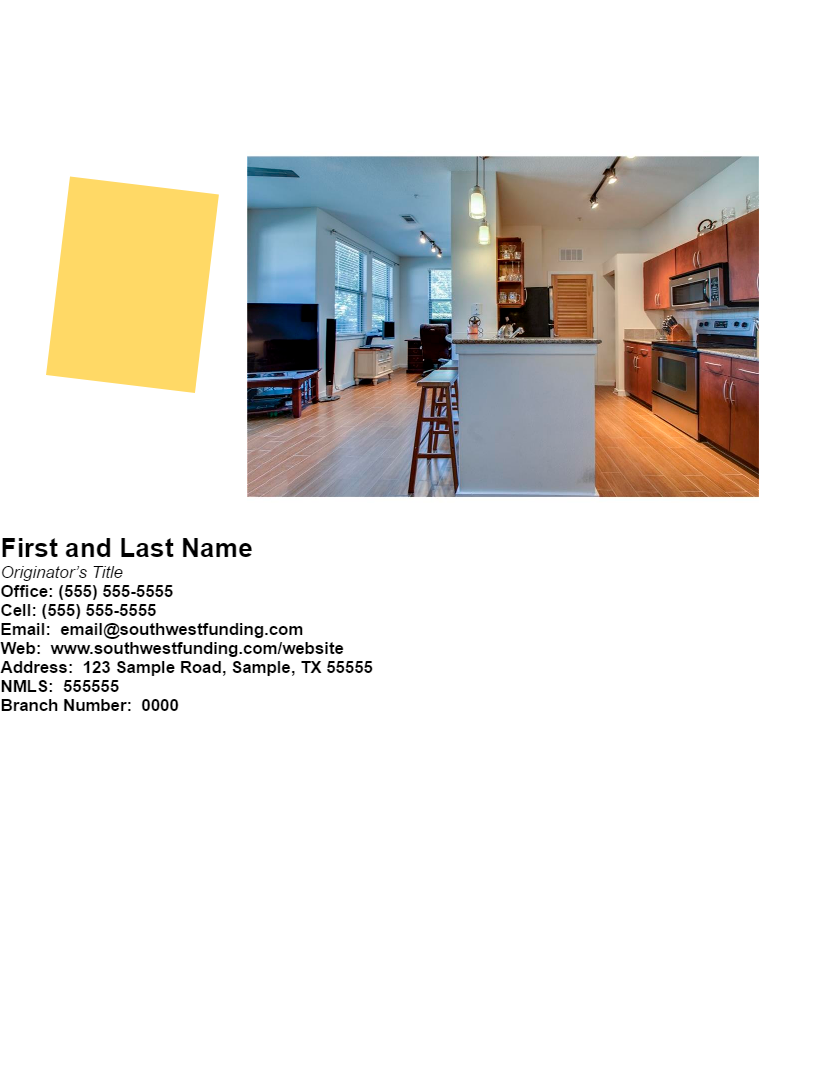 First and Last Name
Originator’s Title
Office: (555) 555-5555
Cell: (555) 555-5555
Email:  email@southwestfunding.com
Web:  www.southwestfunding.com/website
Address:  123 Sample Road, Sample, TX 55555
NMLS:  555555
Branch Number:  0000